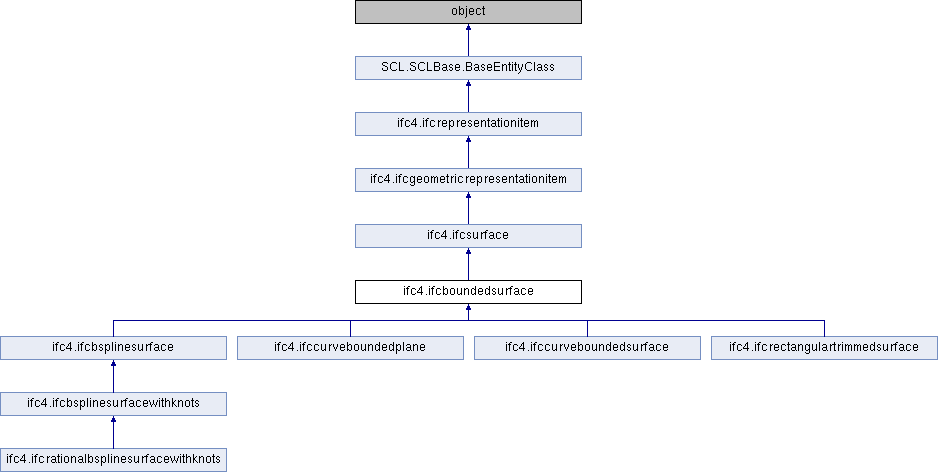 object
SCL.SCLBase.BaseEntityClass
ifc4.ifcrepresentationitem
ifc4.ifcgeometricrepresentationitem
ifc4.ifcsurface
ifc4.ifcboundedsurface
ifc4.ifcbsplinesurface
ifc4.ifccurveboundedplane
ifc4.ifccurveboundedsurface
ifc4.ifcrectangulartrimmedsurface
ifc4.ifcbsplinesurfacewithknots
ifc4.ifcrationalbsplinesurfacewithknots